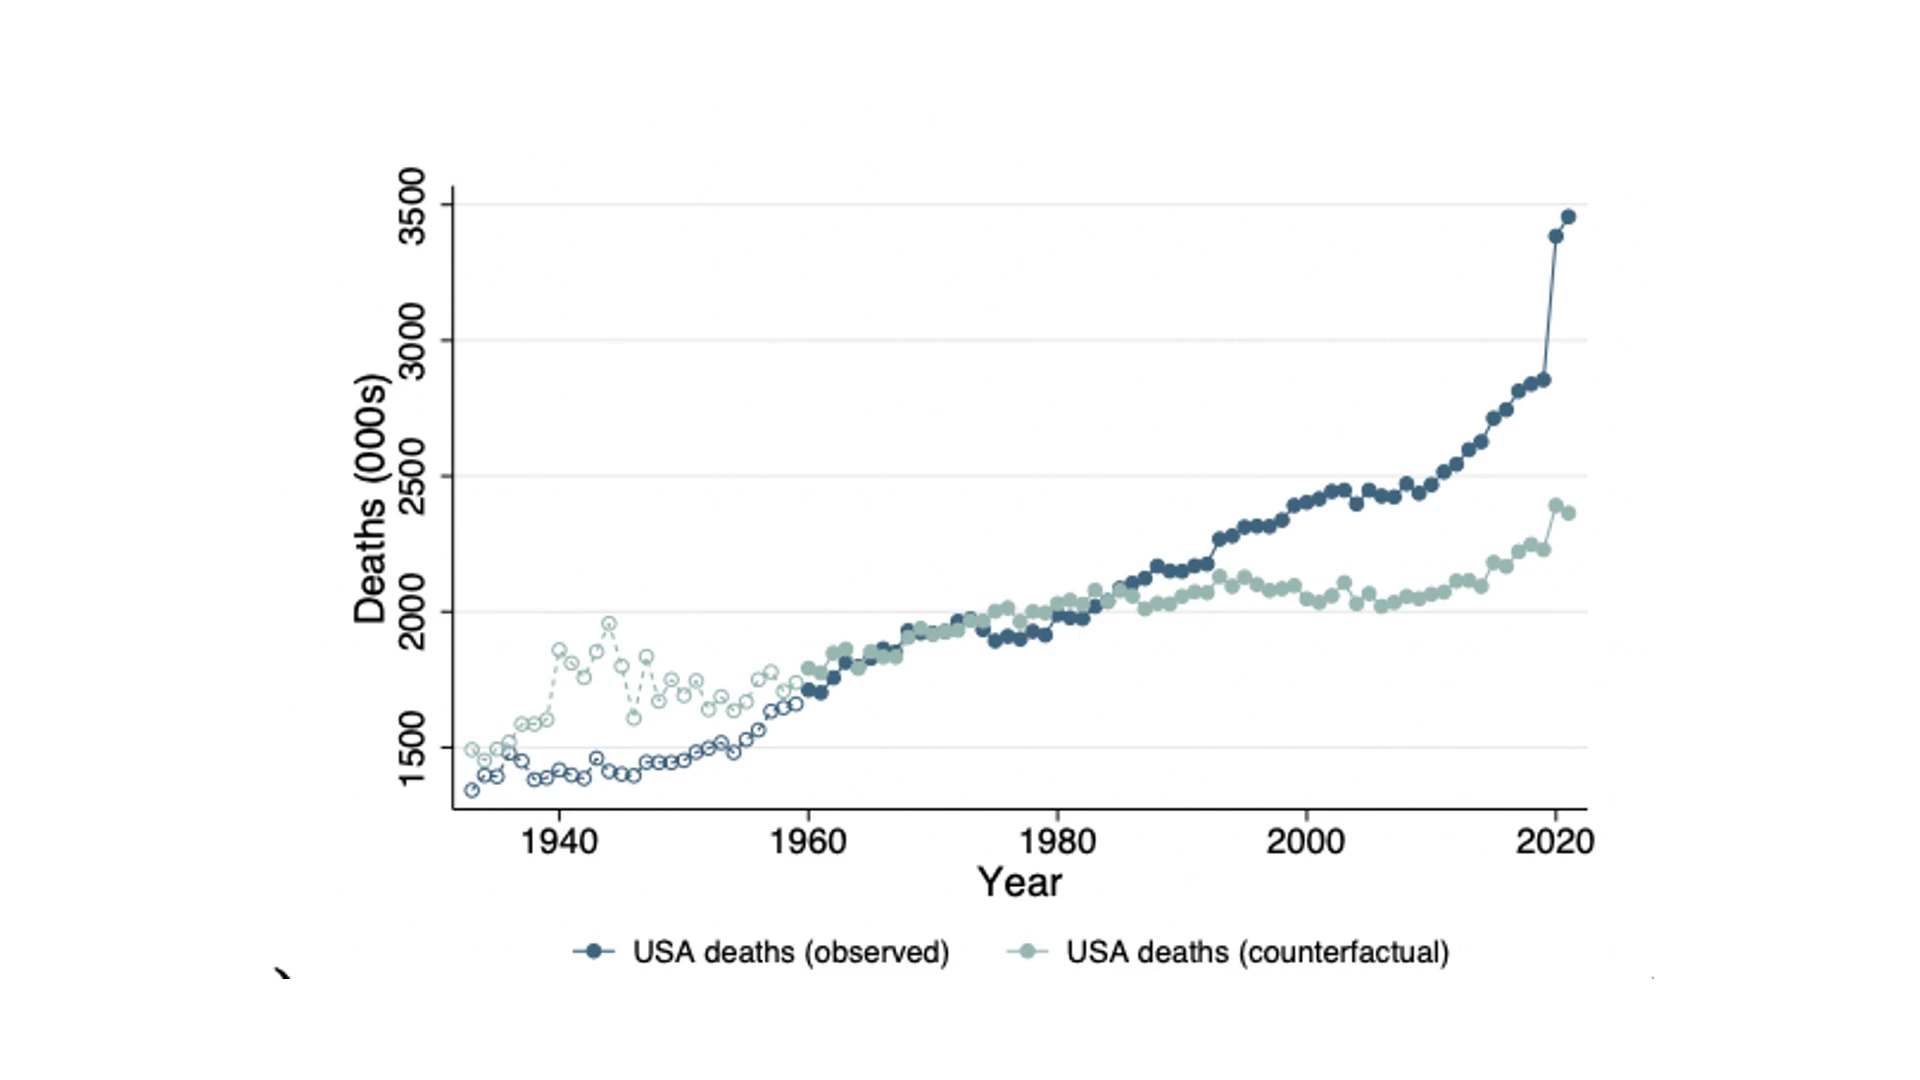 3500
3000
2500
2000
1500
Deaths (000s)
1940 1960 1980 2000 2020
Year
USA deaths (observed) USA deaths (counterfactual)